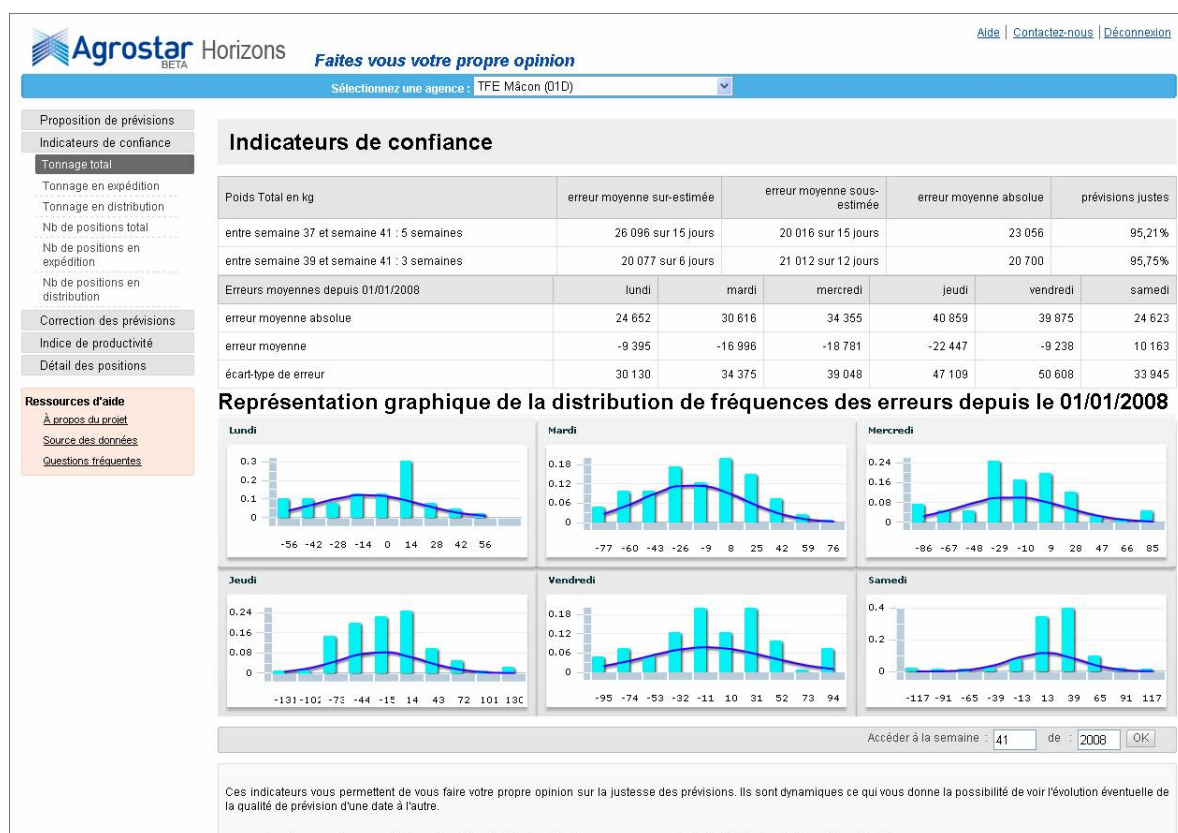 Agrostar Horizons
BETA
Faites vous votre propre opinion
Aide | Contactez-nous | Déconnexion
Sélectionnez une agence : TFE Mâcon (01D)
Proposition de prévisions
Indicateurs de confiance
Tonnage total
Tonnage en expédition
Tonnage en distribution
Nb de positions total
Nb de positions en
expédition
Nb de positions en
distribution
Correction des prévisions
Indice de productivité
Détail des positions
Ressources d'aide
À propos du projet
Source des données
Questions fréquentes
Indicateurs de confiance
Poids Total en kg erreur moyenne sur-estimée erreur moyenne sous-estimée erreur moyenne absolue prévisions justes
entre semaine 37 et semaine 41 : 5 semaines 26 096 sur 15 jours 20 016 sur 15 jours 23 056 95,21%
entre semaine 39 et semaine 41 : 3 semaines 20 077 sur 6 jours 21 012 sur 12 jours 20 700 95,75%
Erreurs moyennes depuis 01/01/2008 lundi mardi mercredi jeudi vendredi samedi
erreur moyenne absolue 24 652 30 616 34 355 40 859 39 875 24 623
erreur moyenne -9 395 -16 996 -18 781 -22 447 -9 238 10 163
écart-type de erreur 30 130 34 375 39 048 47 109 50 608 33 945
Représentation graphique de la distribution de fréquences des erreurs depuis le 01/01/2008
Lundi
0.3
0.2
0.1
0
-56 -42 -28 -14 0 14 28 42 56
Mardi
0.18
0.12
0.06
0
-77 -60 -43 -26 -9 8 25 42 59 76
Mercredi
0.24
0.16
0.08
0
-86 -67 -48 -29 -10 9 28 47 66 85
Jeudi
0.24
0.16
0.08
0
-131 -102 -73 -44 -15 14 43 72 101 130
Vendredi
0.18
0.12
0.06
0
-95 -74 -53 -32 -11 10 31 52 73 94
Samedi
0.4
0.2
0
-117 -91 -65 -39 -13 13 39 65 91 117
Accéder à la semaine : 41 de : 2008 OK
Ces indicateurs vous permettent de vous faire votre propre opinion sur la justesse des prévisions. Ils sont dynamiques ce qui vous donne la possibilité de voir l'évolution éventuelle de
la qualité de prévision d'une date à l'autre.